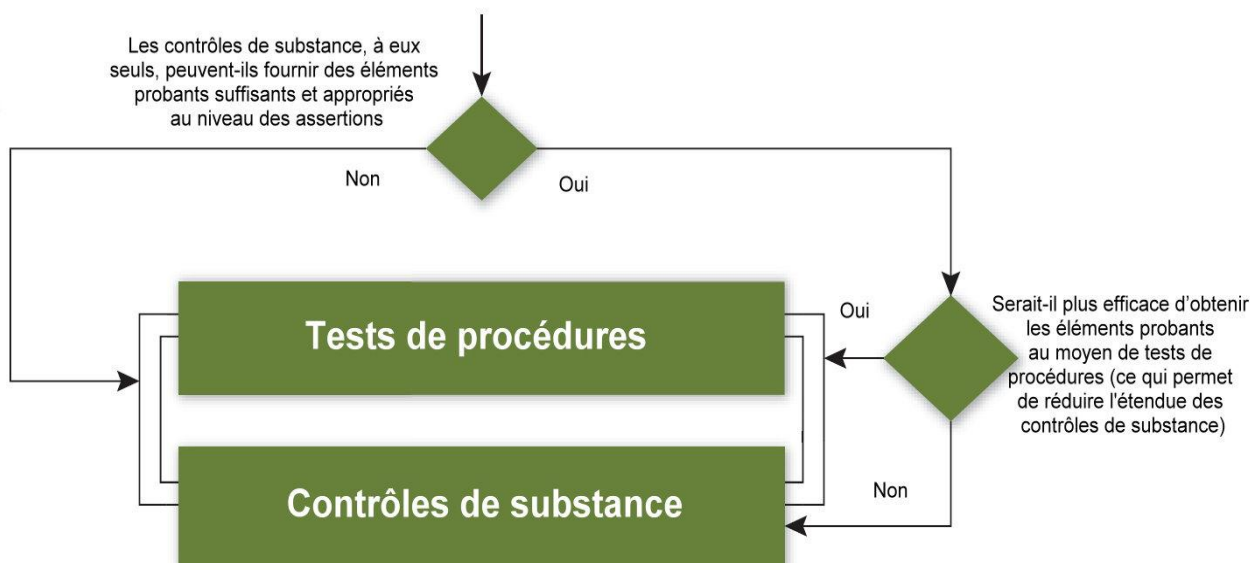 Les contrôles de substance, à eux
seuls, peuvent-ils fournir des éléments
probants suffisants et appropriés
au niveau des assertions
Non
Oui
Tests de procédures
Oui
Serait-il plus efficace d'obtenir
les éléments probants
au moyen de tests de
procédures (ce qui permet
de réduire l'étendue des
contrôles de substance)
Contrôles de substance
Non